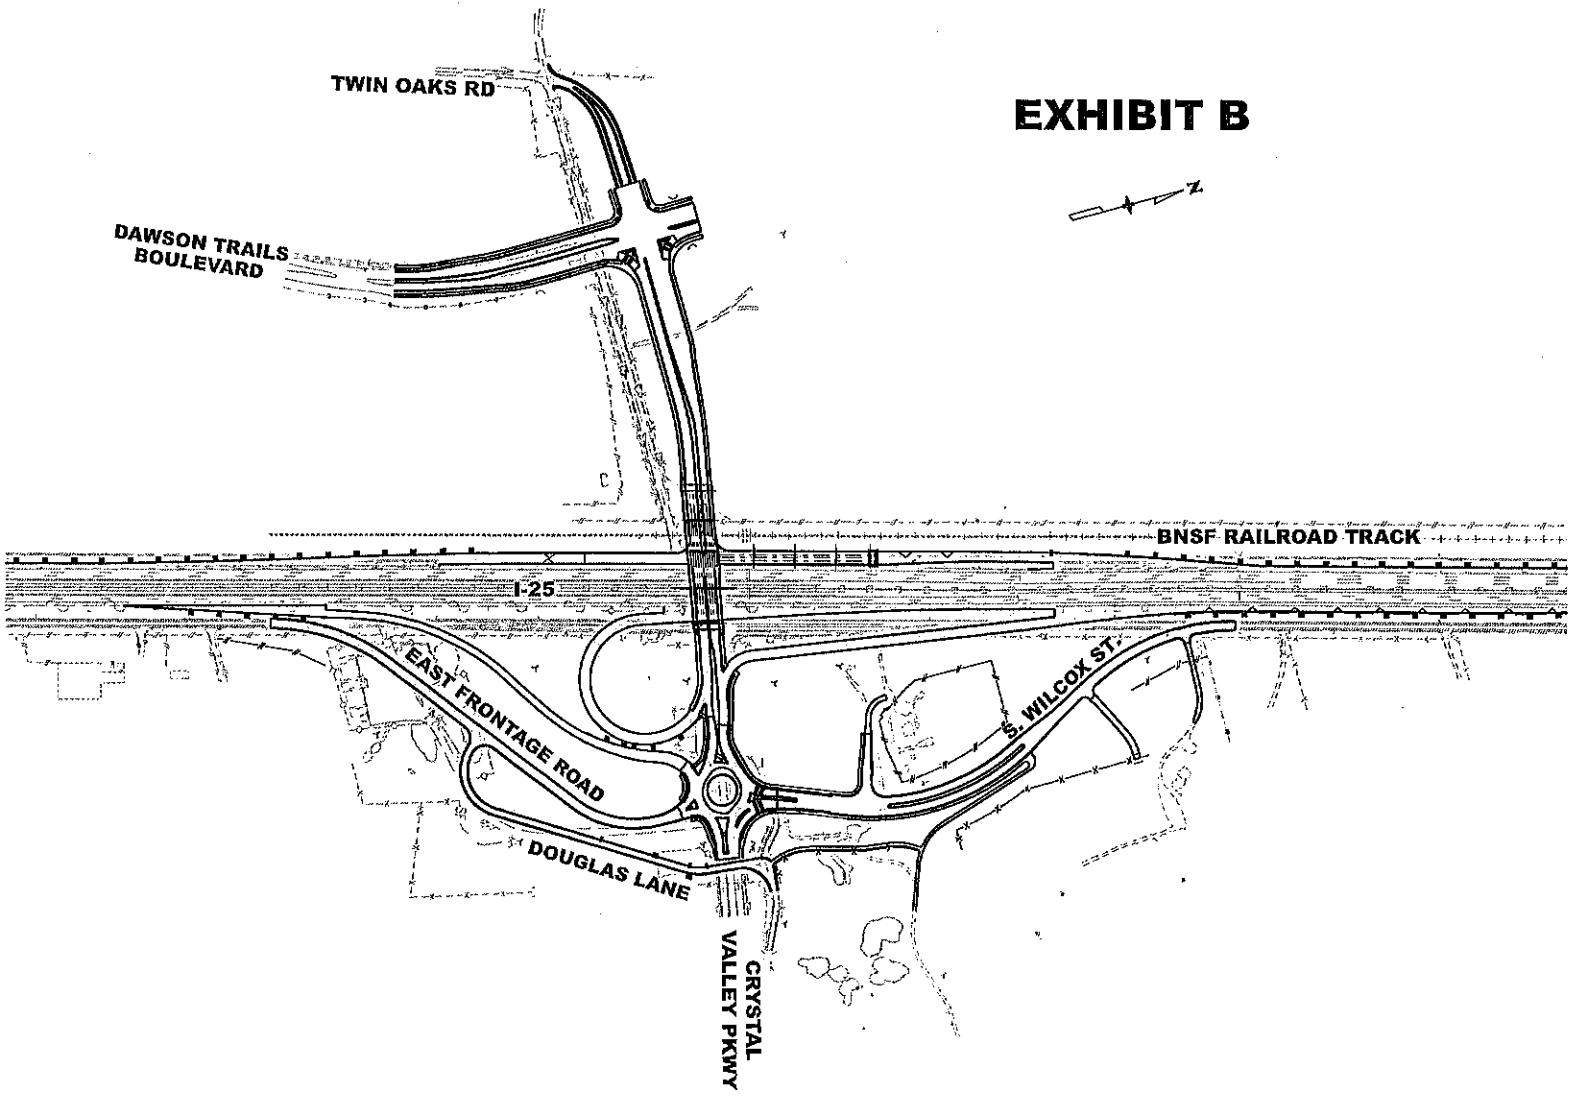 TWIN OAKS RD
EXHIBIT B
N
DAWSON TRAILS
BOULEVARD
BNSF RAILROAD TRACK
I-25
EAST FRONTAGE ROAD
S. WILCOX ST.
DOUGLAS LANE
CRYSTAL
VALLEY PKWY